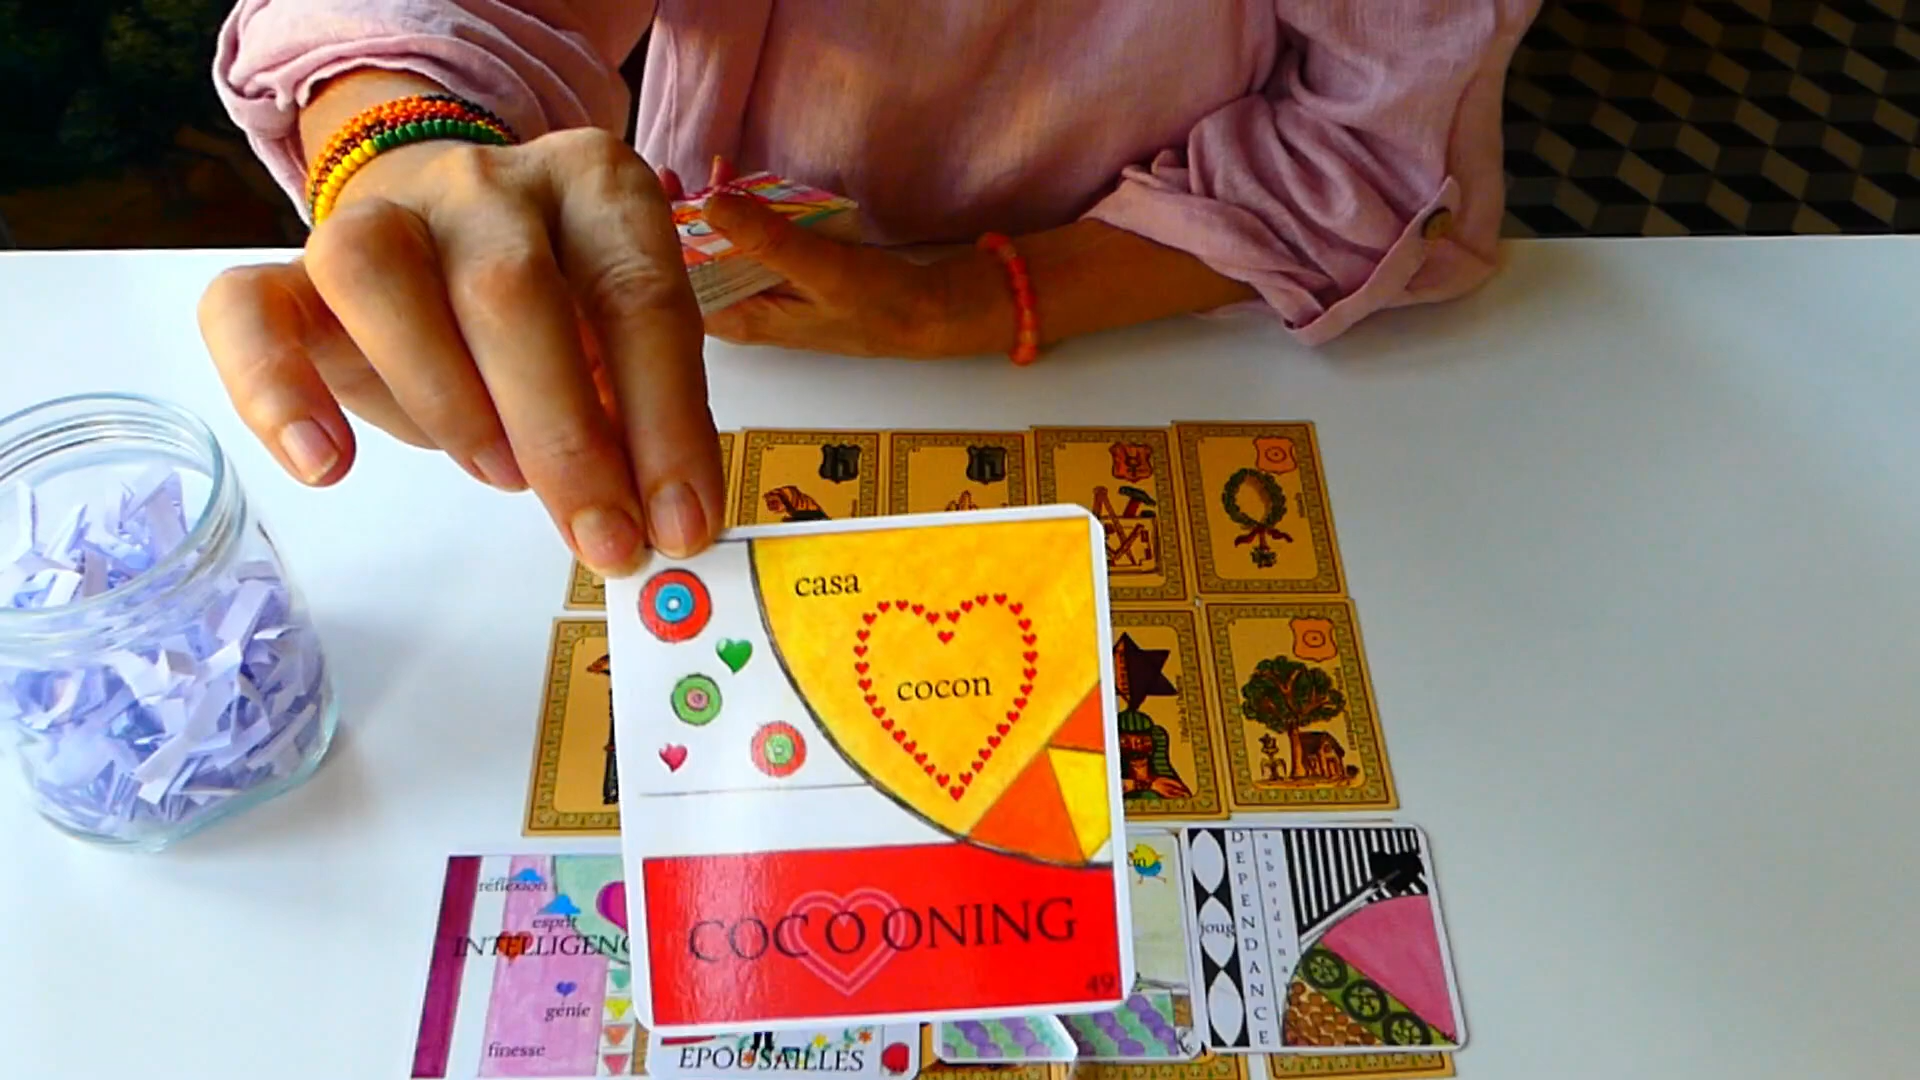 casa
cocon
COCOONING
49
réflexion
esprit
INTELLIGENC
génie
finesse
EPOUSAILLES
DEPENDANCE
subordina
joug